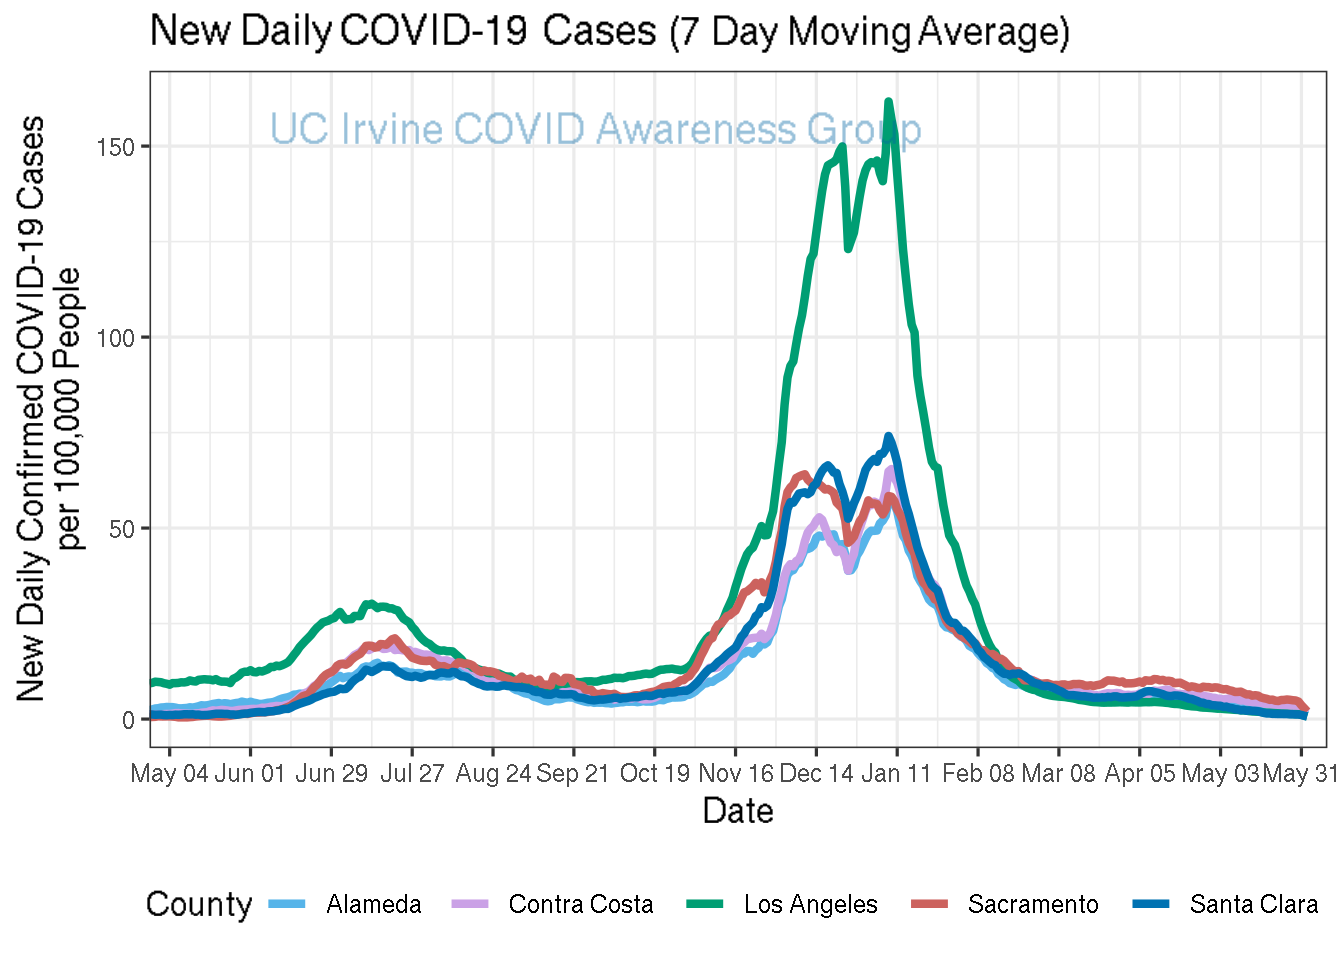 New Daily COVID-19 Cases (7 Day Moving Average)
UC Irvine COVID Awareness Group
New Daily Confirmed COVID-19 Cases
per 100,000 People
150
100
50
0
May 04 Jun 01 Jun 29 Jul 27 Aug 24 Sep 21 Oct 19 Nov 16 Dec 14 Jan 11 Feb 08 Mar 08 Apr 05 May 03 May 31
Date
County Alameda Contra Costa Los Angeles Sacramento Santa Clara